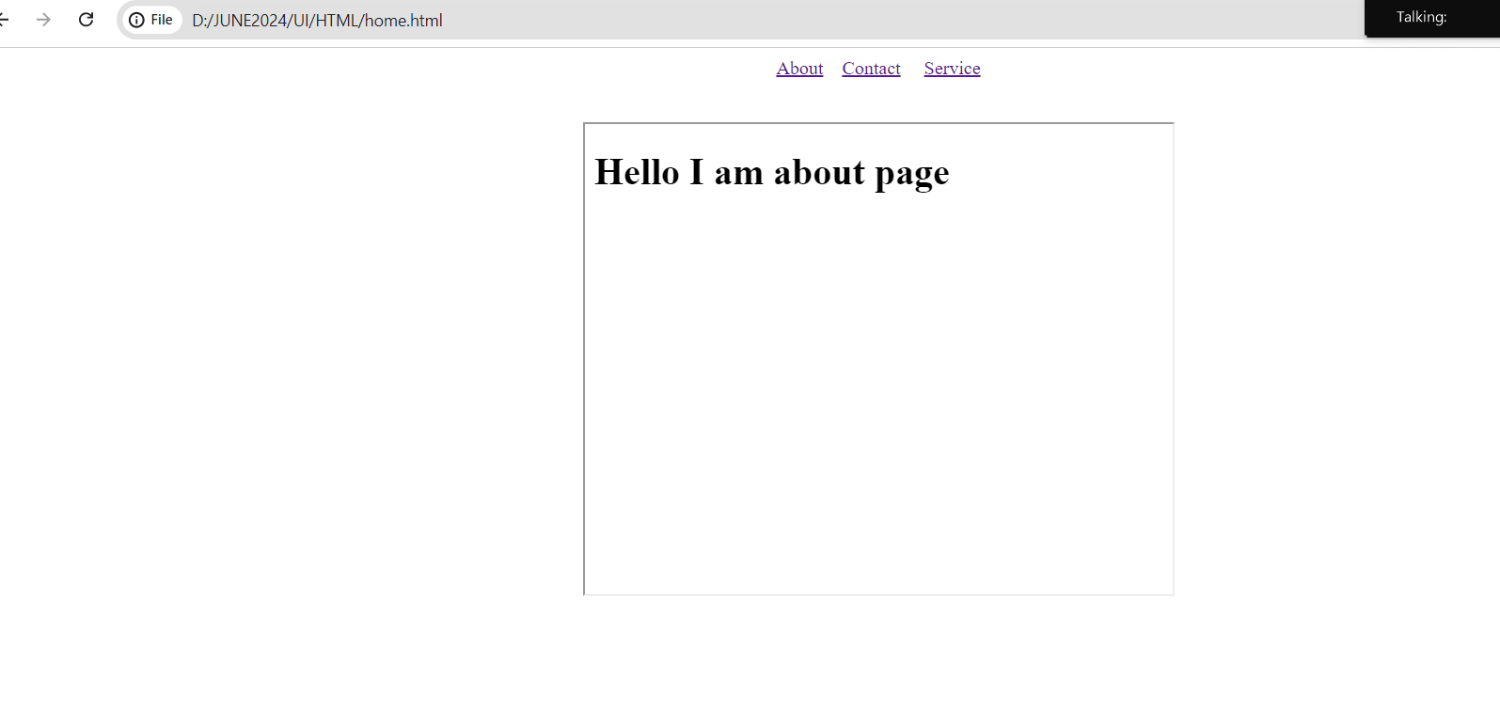 File D:/JUNE2024/UI/HTML/home.html
Talking:
About Contact Service
Hello I am about page